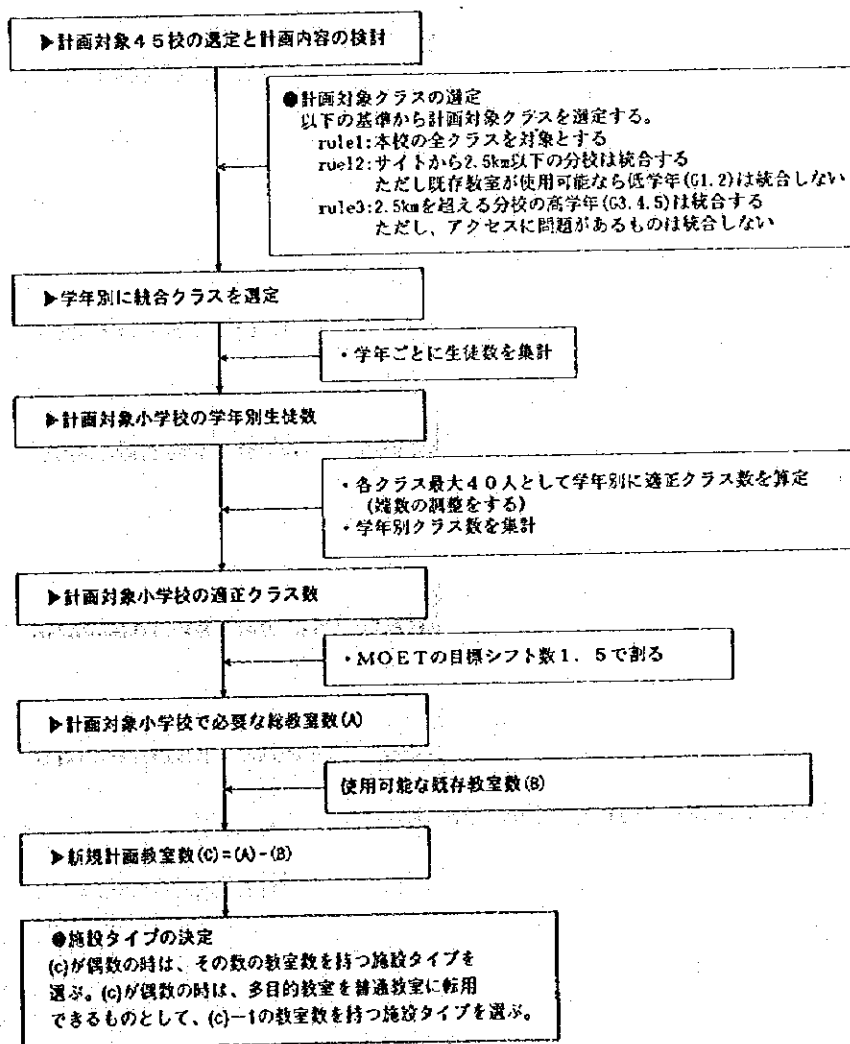 ▶計画対象45校の選定と計画内容の検討
●計画対象クラスの選定
以下の基準から計画対象クラスを選定する。
rule1:本校の全クラスを対象とする
ruel2:サイトから2.5km以下の分校は統合する
ただし既存教室が使用可能なら低学年(G1.2)は統合しない
rule3:2.5kmを超える分校の高学年(G3.4.5)は統合する
ただし、アクセスに問題があるものは統合しない
▶学年別に統合クラスを選定
・学年ごとに生徒数を集計
▶計画対象小学校の学年別生徒数
・各クラス最大40人として学年別に適正クラス数を算定
(端数の調整をする)
・学年別クラス数を集計
▶計画対象小学校の適正クラス数
・MOETの目標シフト数1.5で割る
▶計画対象小学校で必要な総教室数(A)
使用可能な既存教室数(B)
▶新規計画教室数(C)=(A)-(B)
●施設タイプの決定
(c)が偶数の時は、その数の教室数を持つ施設タイプを
選ぶ。(c)が偶数の時は、多目的教室を普通教室に転用
できるものとして、(c)-1の教室数を持つ施設タイプを選ぶ。